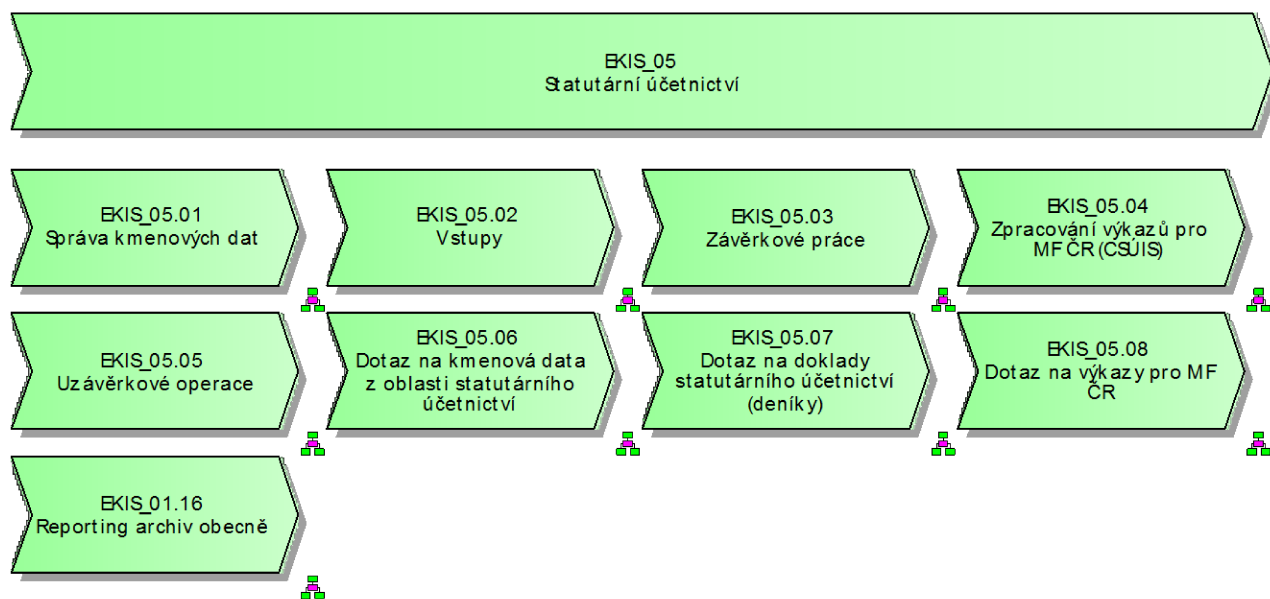 EKIS_05
Statutární účetnictví
EKIS_05.01
Správa kmenových dat
EKIS_05.02
Vstupy
EKIS_05.03
Závěrkové práce
EKIS_05.04
Zpracování výkazů pro
MF ČR (CSÚIS)
EKIS_05.05
Uzávěrkové operace
EKIS_05.06
Dotaz na kmenová data
z oblasti statutárního
účetnictví
EKIS_05.07
Dotaz na doklady
statutárního účetnictví
(deníky)
EKIS_05.08
Dotaz na výkazy pro MF
ČR
EKIS_01.16
Reporting archiv obecně